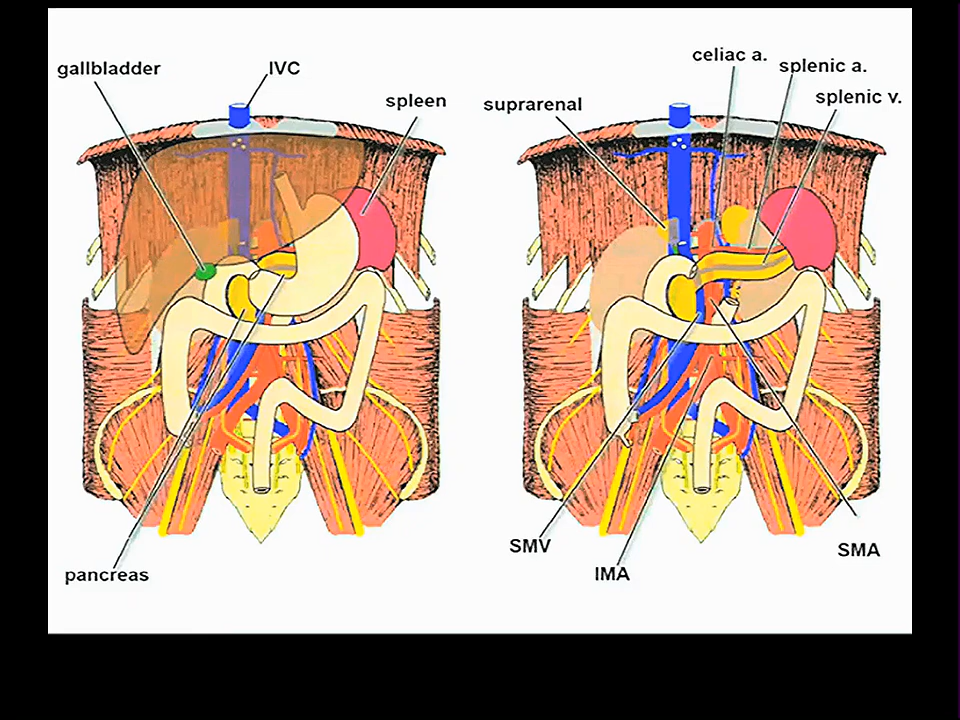 gallbladder
IVC
spleen
pancreas
celiac a.
splenic a.
splenic v.
suprarenal
SMV
IMA
SMA